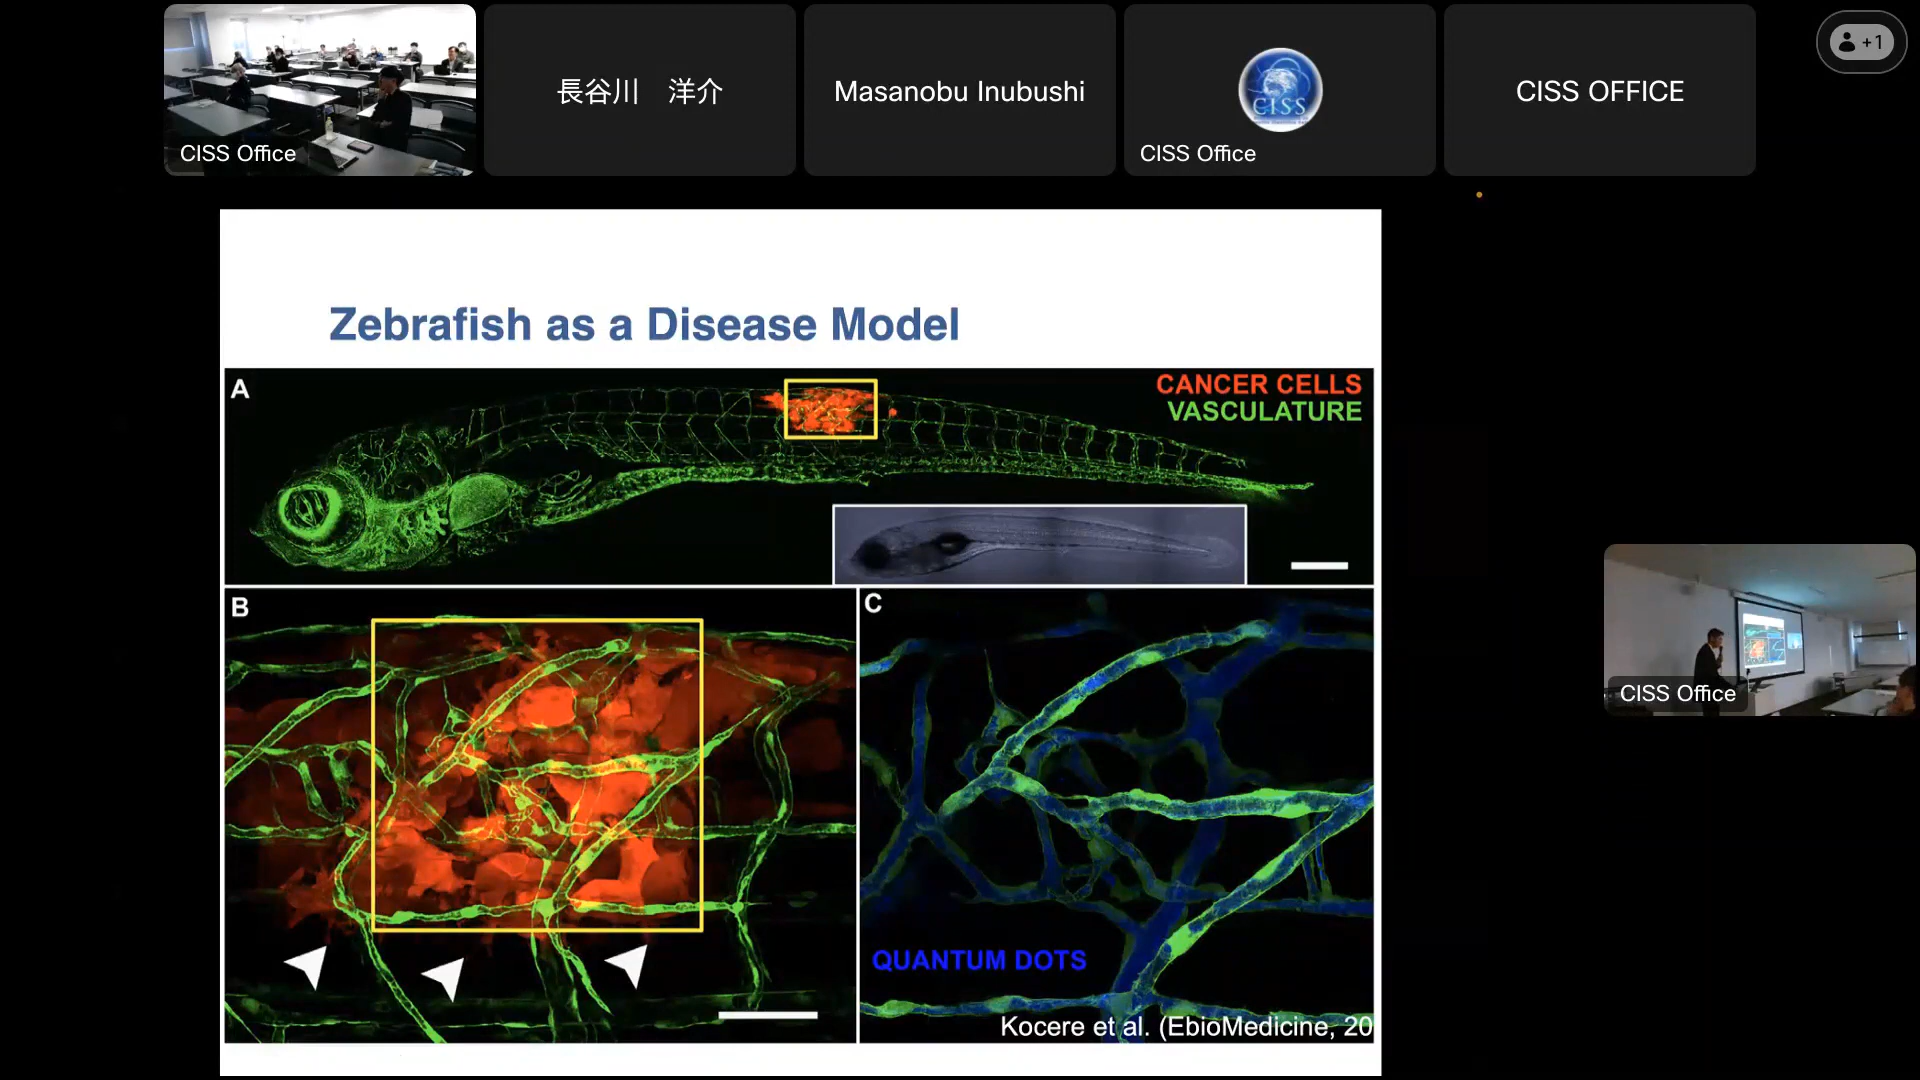 CISS Office
長谷川　洋介
Masanobu Inubushi
CISS
CISS Office
CISS OFFICE
+1
Zebrafish as a Disease Model
A
CANCER CELLS
VASCULATURE
B
C
QUANTUM DOTS
Kocere et al. (EbioMedicine, 20
CISS Office